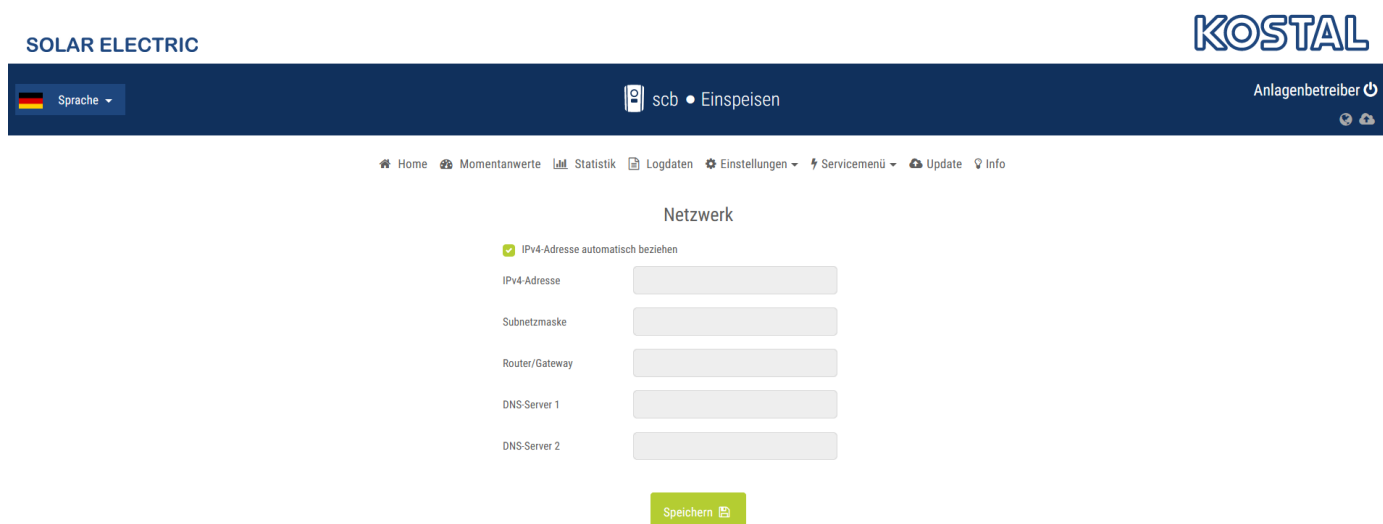 SOLAR ELECTRIC
KOSTAL
Sprache
scb • Einspeisen
Anlagenbetreiber
Home Momentanwerte Statistik Logdaten Einstellungen Servicemenü Update Info
Netzwerk
IPv4-Adresse automatisch beziehen
IPv4-Adresse
Subnetzmaske
Router/Gateway
DNS-Server 1
DNS-Server 2
Speichern